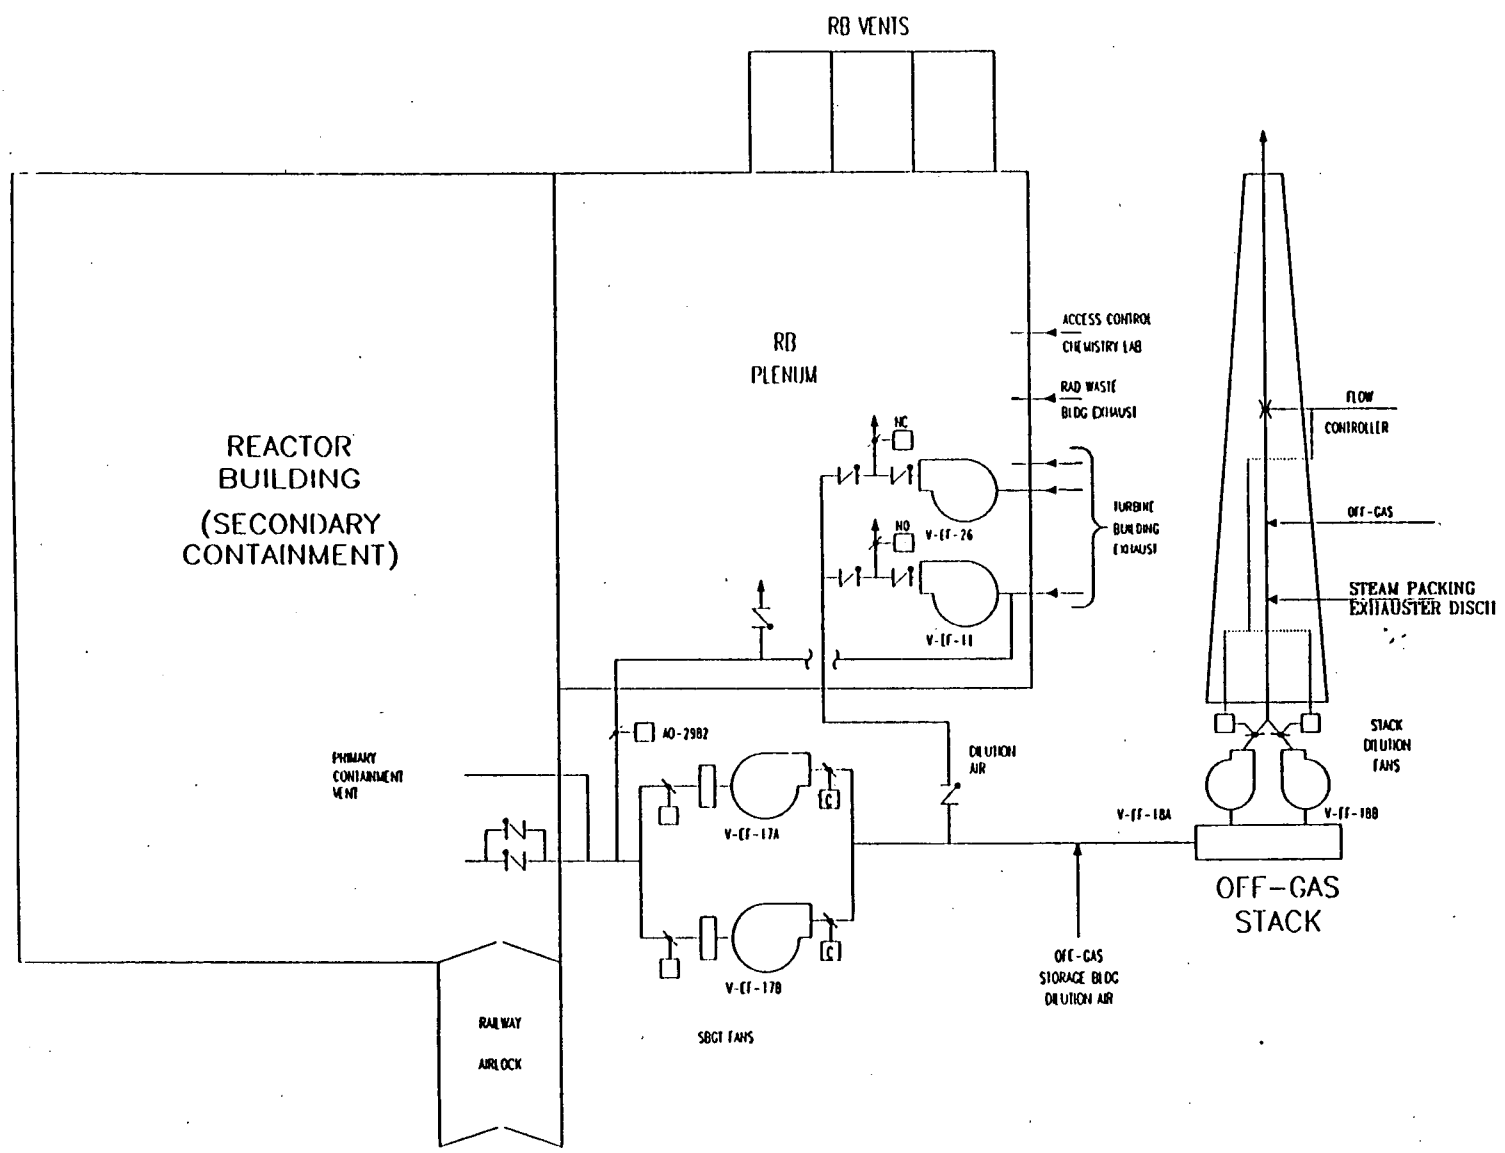 RB VENTS
RB
PLENUM
ACCESS CONTROL
CHEMISTRY LAB
RAD WASTE
BLDG EXHAUST
NC
NO
V-EF-26
V-EF-11
TURBINE
BUILDING
EXHAUST
FLOW
CONTROLLER
OFF-GAS
STEAM PACKING
EXHAUSTER DISCH
REACTOR
BUILDING
(SECONDARY
CONTAINMENT)
AO-2982
PRIMARY
CONTAINMENT
VENT
DILUTION
AIR
STACK
DILUTION
FANS
C
V-EF-17A
V-EF-18A
V-EF-18B
OFF-GAS
STACK
C
V-EF-17B
OFF-GAS
STORAGE BLDG
DILUTION AIR
SBGT FANS
RAILWAY
AIRLOCK